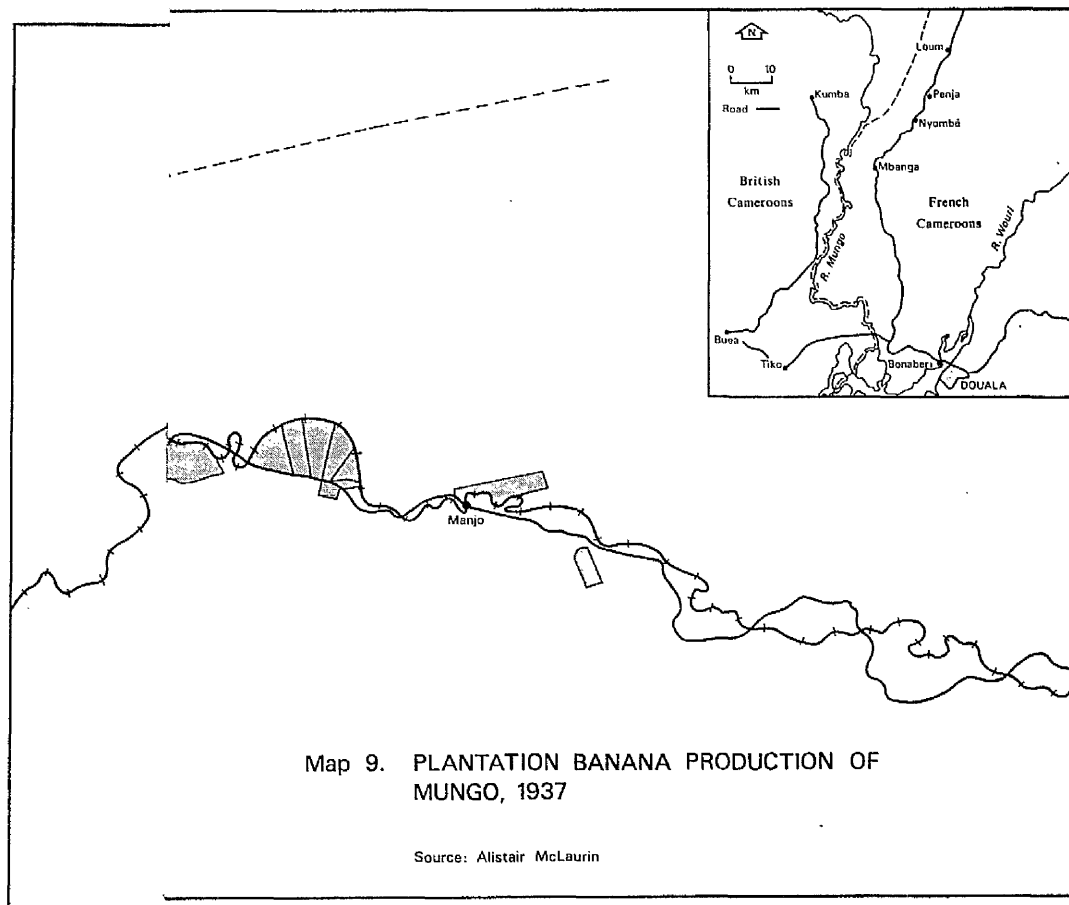 N
0 10
km
Road
Loum
Kumba
Penja
Nyombá
Mbanga
British
Cameroons
French
Cameroons
R. Mungo
R. Wouri
Buea
Tiko
Bonaberi
DOUALA
Manjo
Map 9. PLANTATION BANANA PRODUCTION OF
MUNGO, 1937
Source: Alistair McLaurin